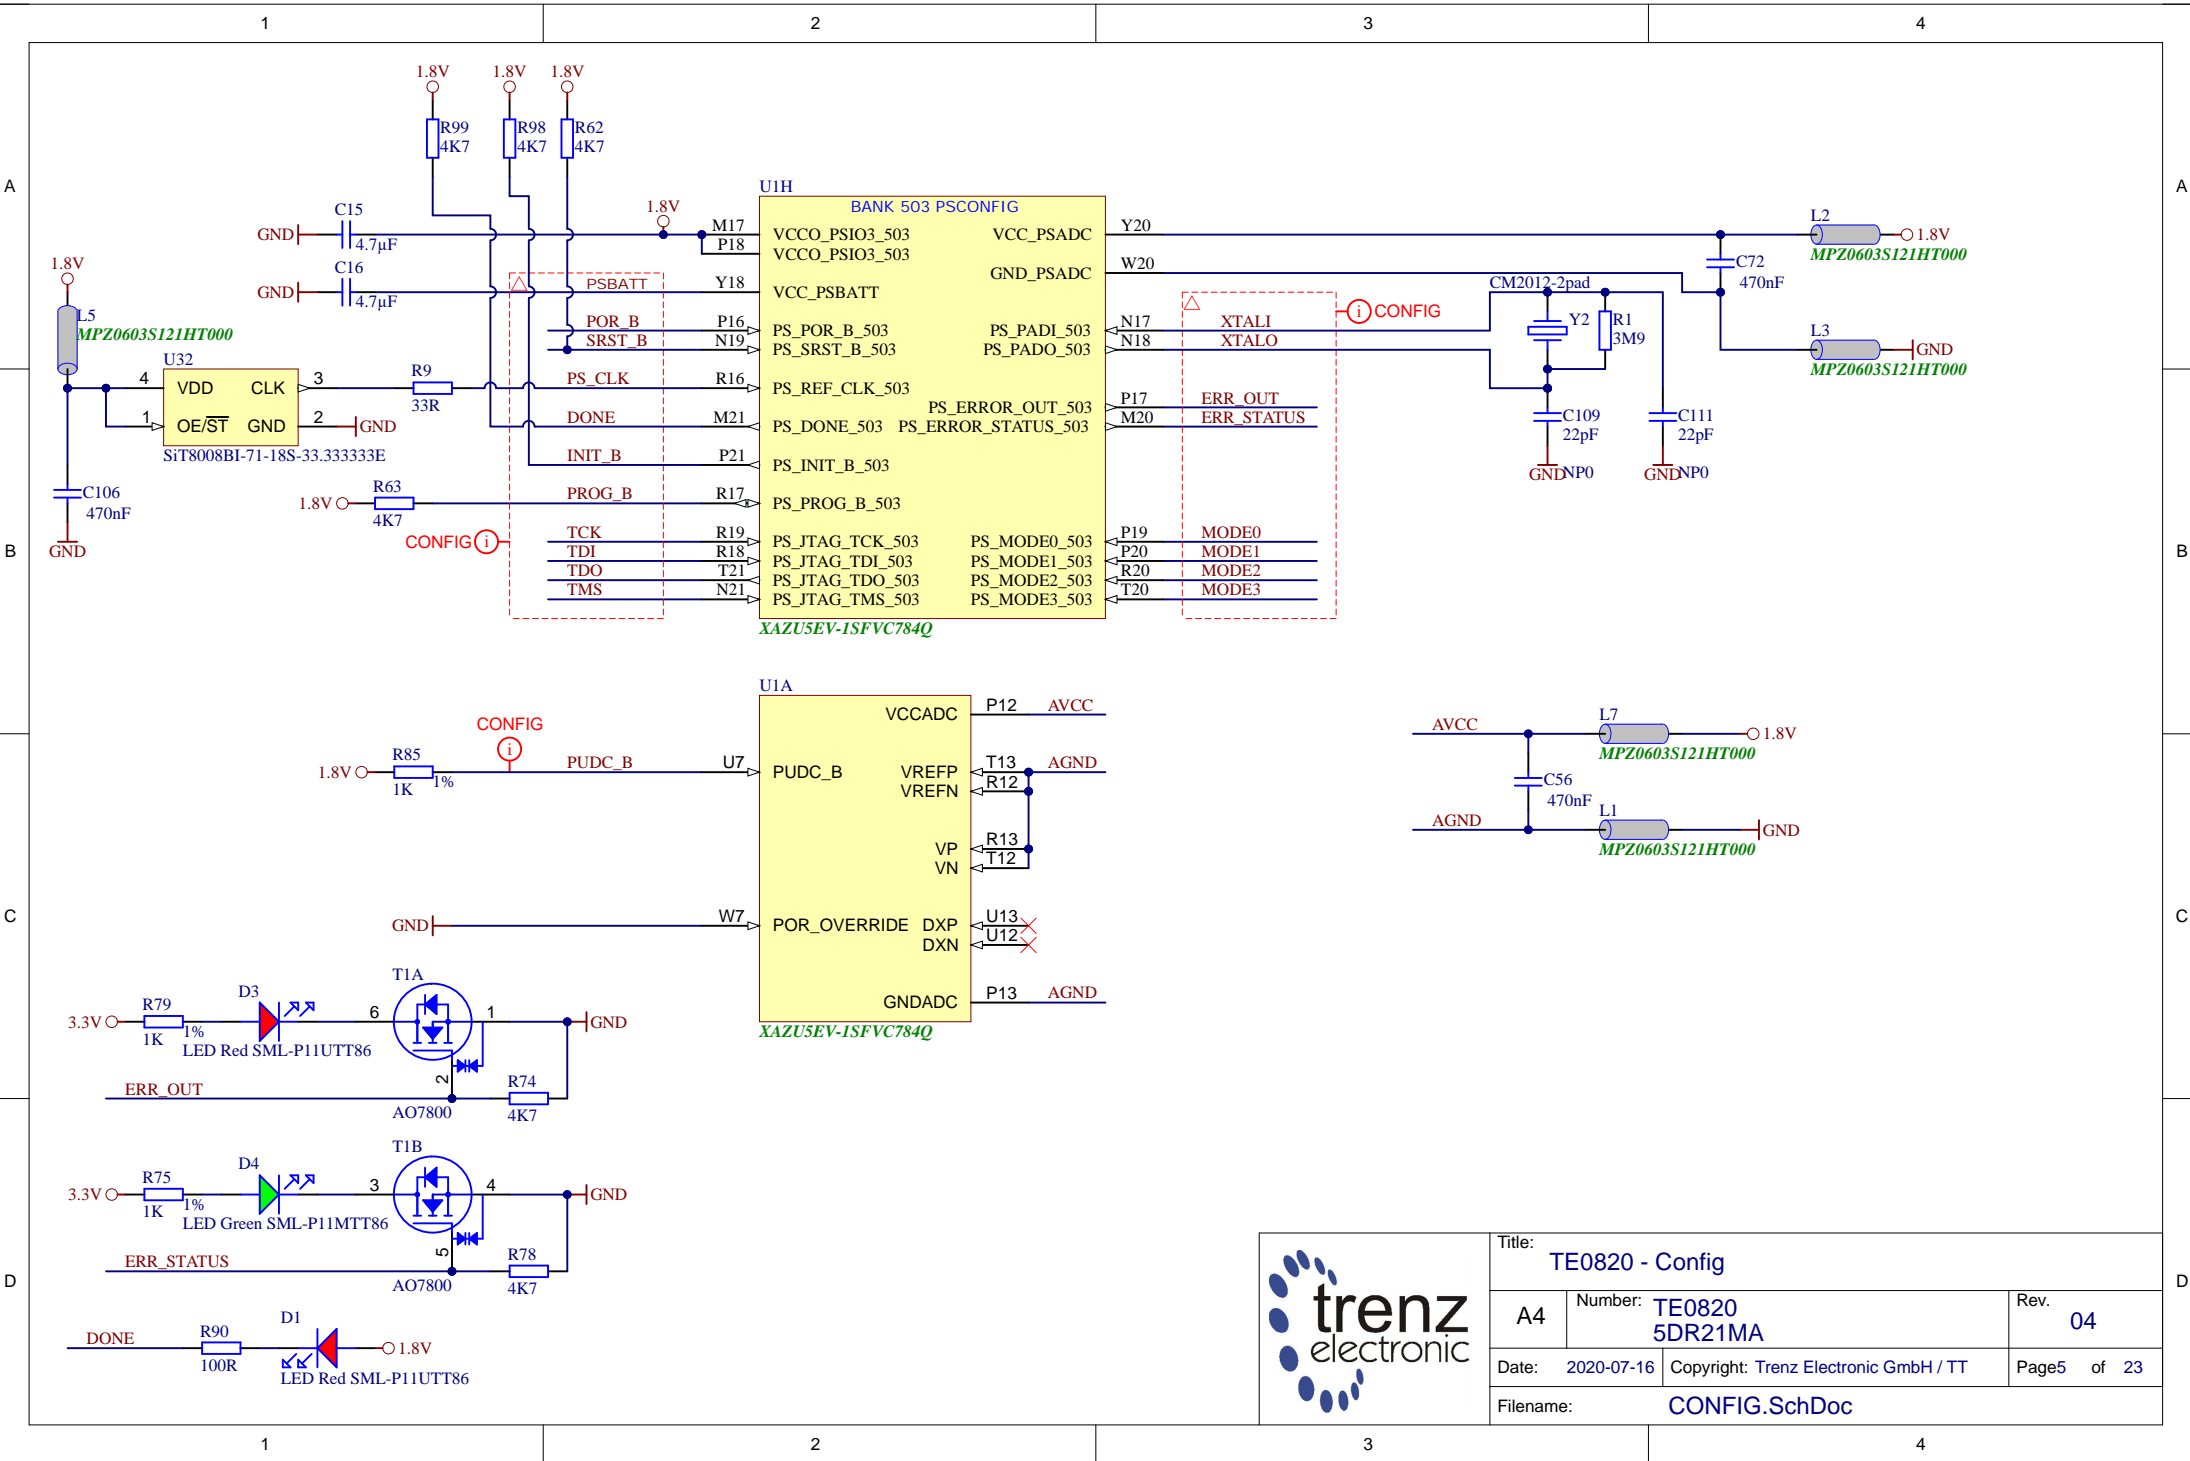 1 2 3 4
A A
B B
C C
D D
1.8V 1.8V 1.8V
R99 4K7
R98 4K7
R62 4K7
GND C15 4.7µF 1.8V
GND C16 4.7µF
1.8V
L5
MPZ0603S121HT000
U32
4 VDD CLK 3
1 OE/ST GND 2 GND
SiT8008BI-71-18S-33.333333E
R9
33R
C106
470nF
GND
1.8V R63
4K7
CONFIG i
PSBATT
POR_B
SRST_B
PS_CLK
DONE
INIT_B
PROG_B
TCK
TDI
TDO
TMS
U1H
BANK 503 PSCONFIG
M17 VCCO_PSIO3_503 VCC_PSADC Y20
P18 VCCO_PSIO3_503
GND_PSADC W20
Y18 VCC_PSBATT
P16 PS_POR_B_503 PS_PADI_503 N17
N19 PS_SRST_B_503 PS_PADO_503 N18
R16 PS_REF_CLK_503
PS_ERROR_OUT_503 P17
M21 PS_DONE_503 PS_ERROR_STATUS_503 M20
P21 PS_INIT_B_503
R17 PS_PROG_B_503
R19 PS_JTAG_TCK_503 PS_MODE0_503 P19
R18 PS_JTAG_TDI_503 PS_MODE1_503 P20
T21 PS_JTAG_TDO_503 PS_MODE2_503 R20
N21 PS_JTAG_TMS_503 PS_MODE3_503 T20
XAZU5EV-1SFVC784Q
XTALI
XTALO
ERR_OUT
ERR_STATUS
MODE0
MODE1
MODE2
MODE3
i CONFIG
CM2012-2pad
Y2
R1
3M9
C109
22pF
GND NP0
C111
22pF
GND NP0
L2
1.8V
MPZ0603S121HT000
C72
470nF
L3
GND
MPZ0603S121HT000
U1A
VCCADC P12 AVCC
U7 PUDC_B VREFP T13 AGND
VREFN R12
VP R13
VN T12
W7 POR_OVERRIDE DXP U13
DXN U12
GNDADC P13 AGND
XAZU5EV-1SFVC784Q
CONFIG
i
1.8V R85 PUDC_B
1K 1%
GND
AVCC L7 1.8V
MPZ0603S121HT000
C56
470nF
AGND L1 GND
MPZ0603S121HT000
T1A
3.3V R79 D3 6 1 GND
1K 1%
LED Red SML-P11UTT86
2
ERR_OUT R74
AO7800 4K7
T1B
3.3V R75 D4 3 4 GND
1K 1%
LED Green SML-P11MTT86
5
ERR_STATUS R78
AO7800 4K7
DONE R90 D1 1.8V
100R
LED Red SML-P11UTT86
trenz
electronic
Title:
TE0820 - Config
A4 Number: TE0820 Rev.
5DR21MA 04
Date: 2020-07-16 Copyright: Trenz Electronic GmbH / TT Page5 of 23
Filename: CONFIG.SchDoc
1 2 3 4